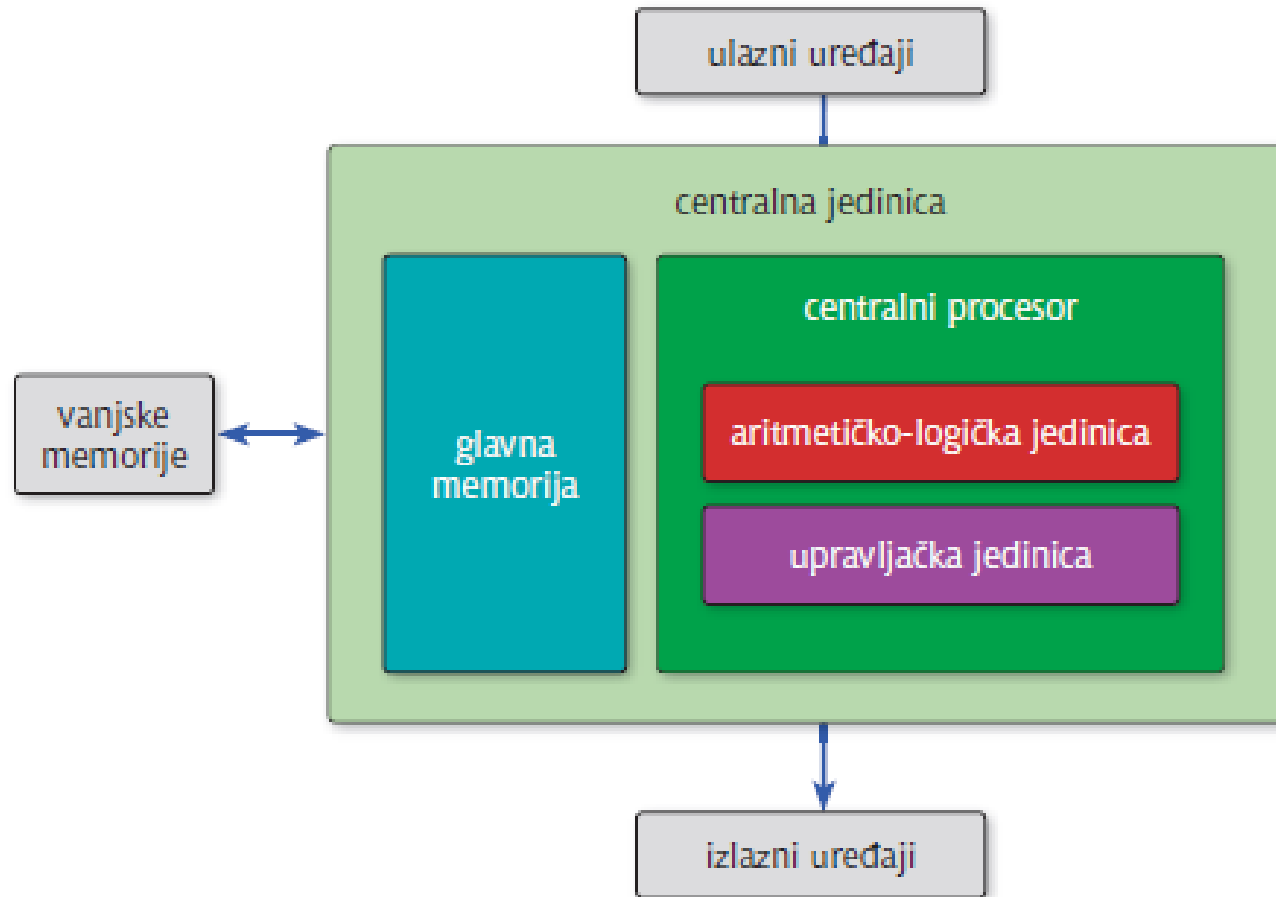 ulazni uređaji
centralna jedinica
centralni procesor
vanjske
memorije
glavna
memorija
aritmetičko-logička jedinica
upravljačka jedinica
izlazni uređaji